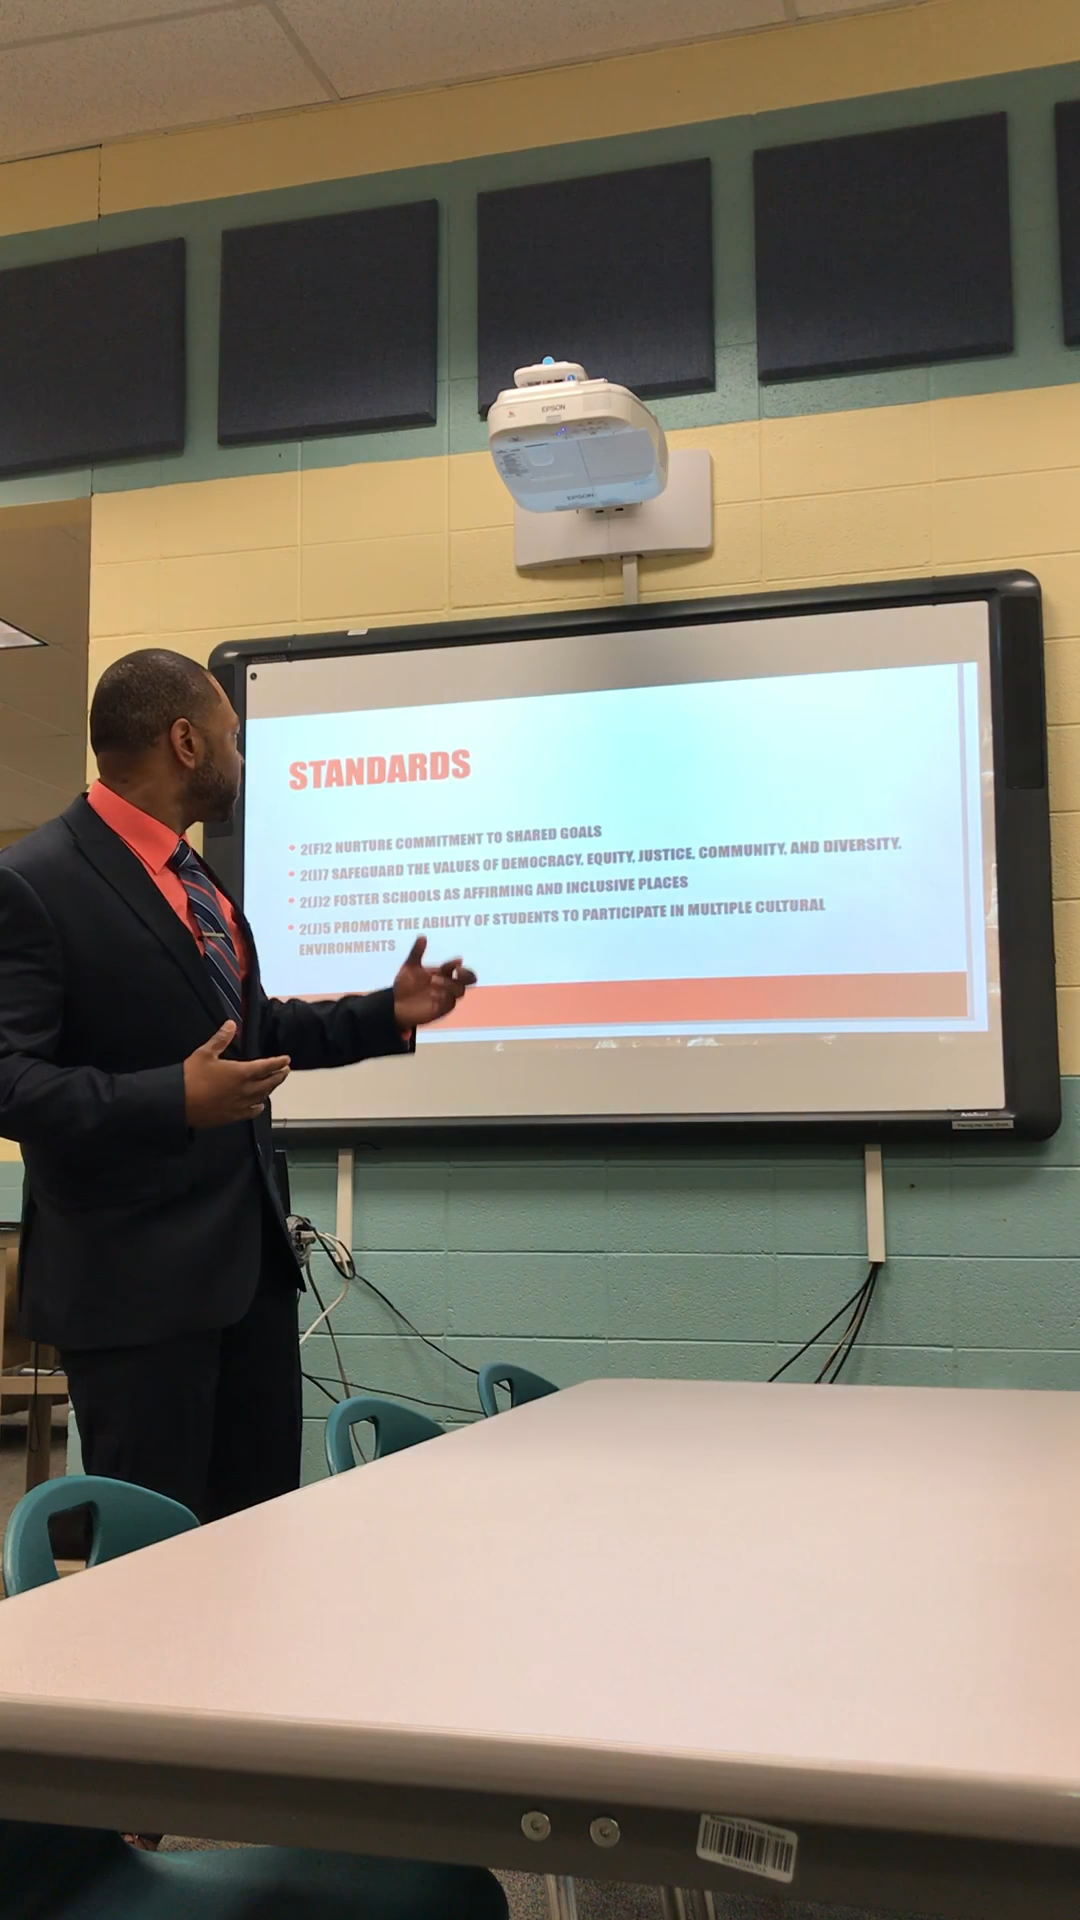 EPSON
EPSON
STANDARDS
• 2(F)2 NURTURE COMMITMENT TO SHARED GOALS
• 2(I)7 SAFEGUARD THE VALUES OF DEMOCRACY, EQUITY, JUSTICE, COMMUNITY, AND DIVERSITY.
• 2(J)2 FOSTER SCHOOLS AS AFFIRMING AND INCLUSIVE PLACES
• 2(J)5 PROMOTE THE ABILITY OF STUDENTS TO PARTICIPATE IN MULTIPLE CULTURAL
ENVIRONMENTS